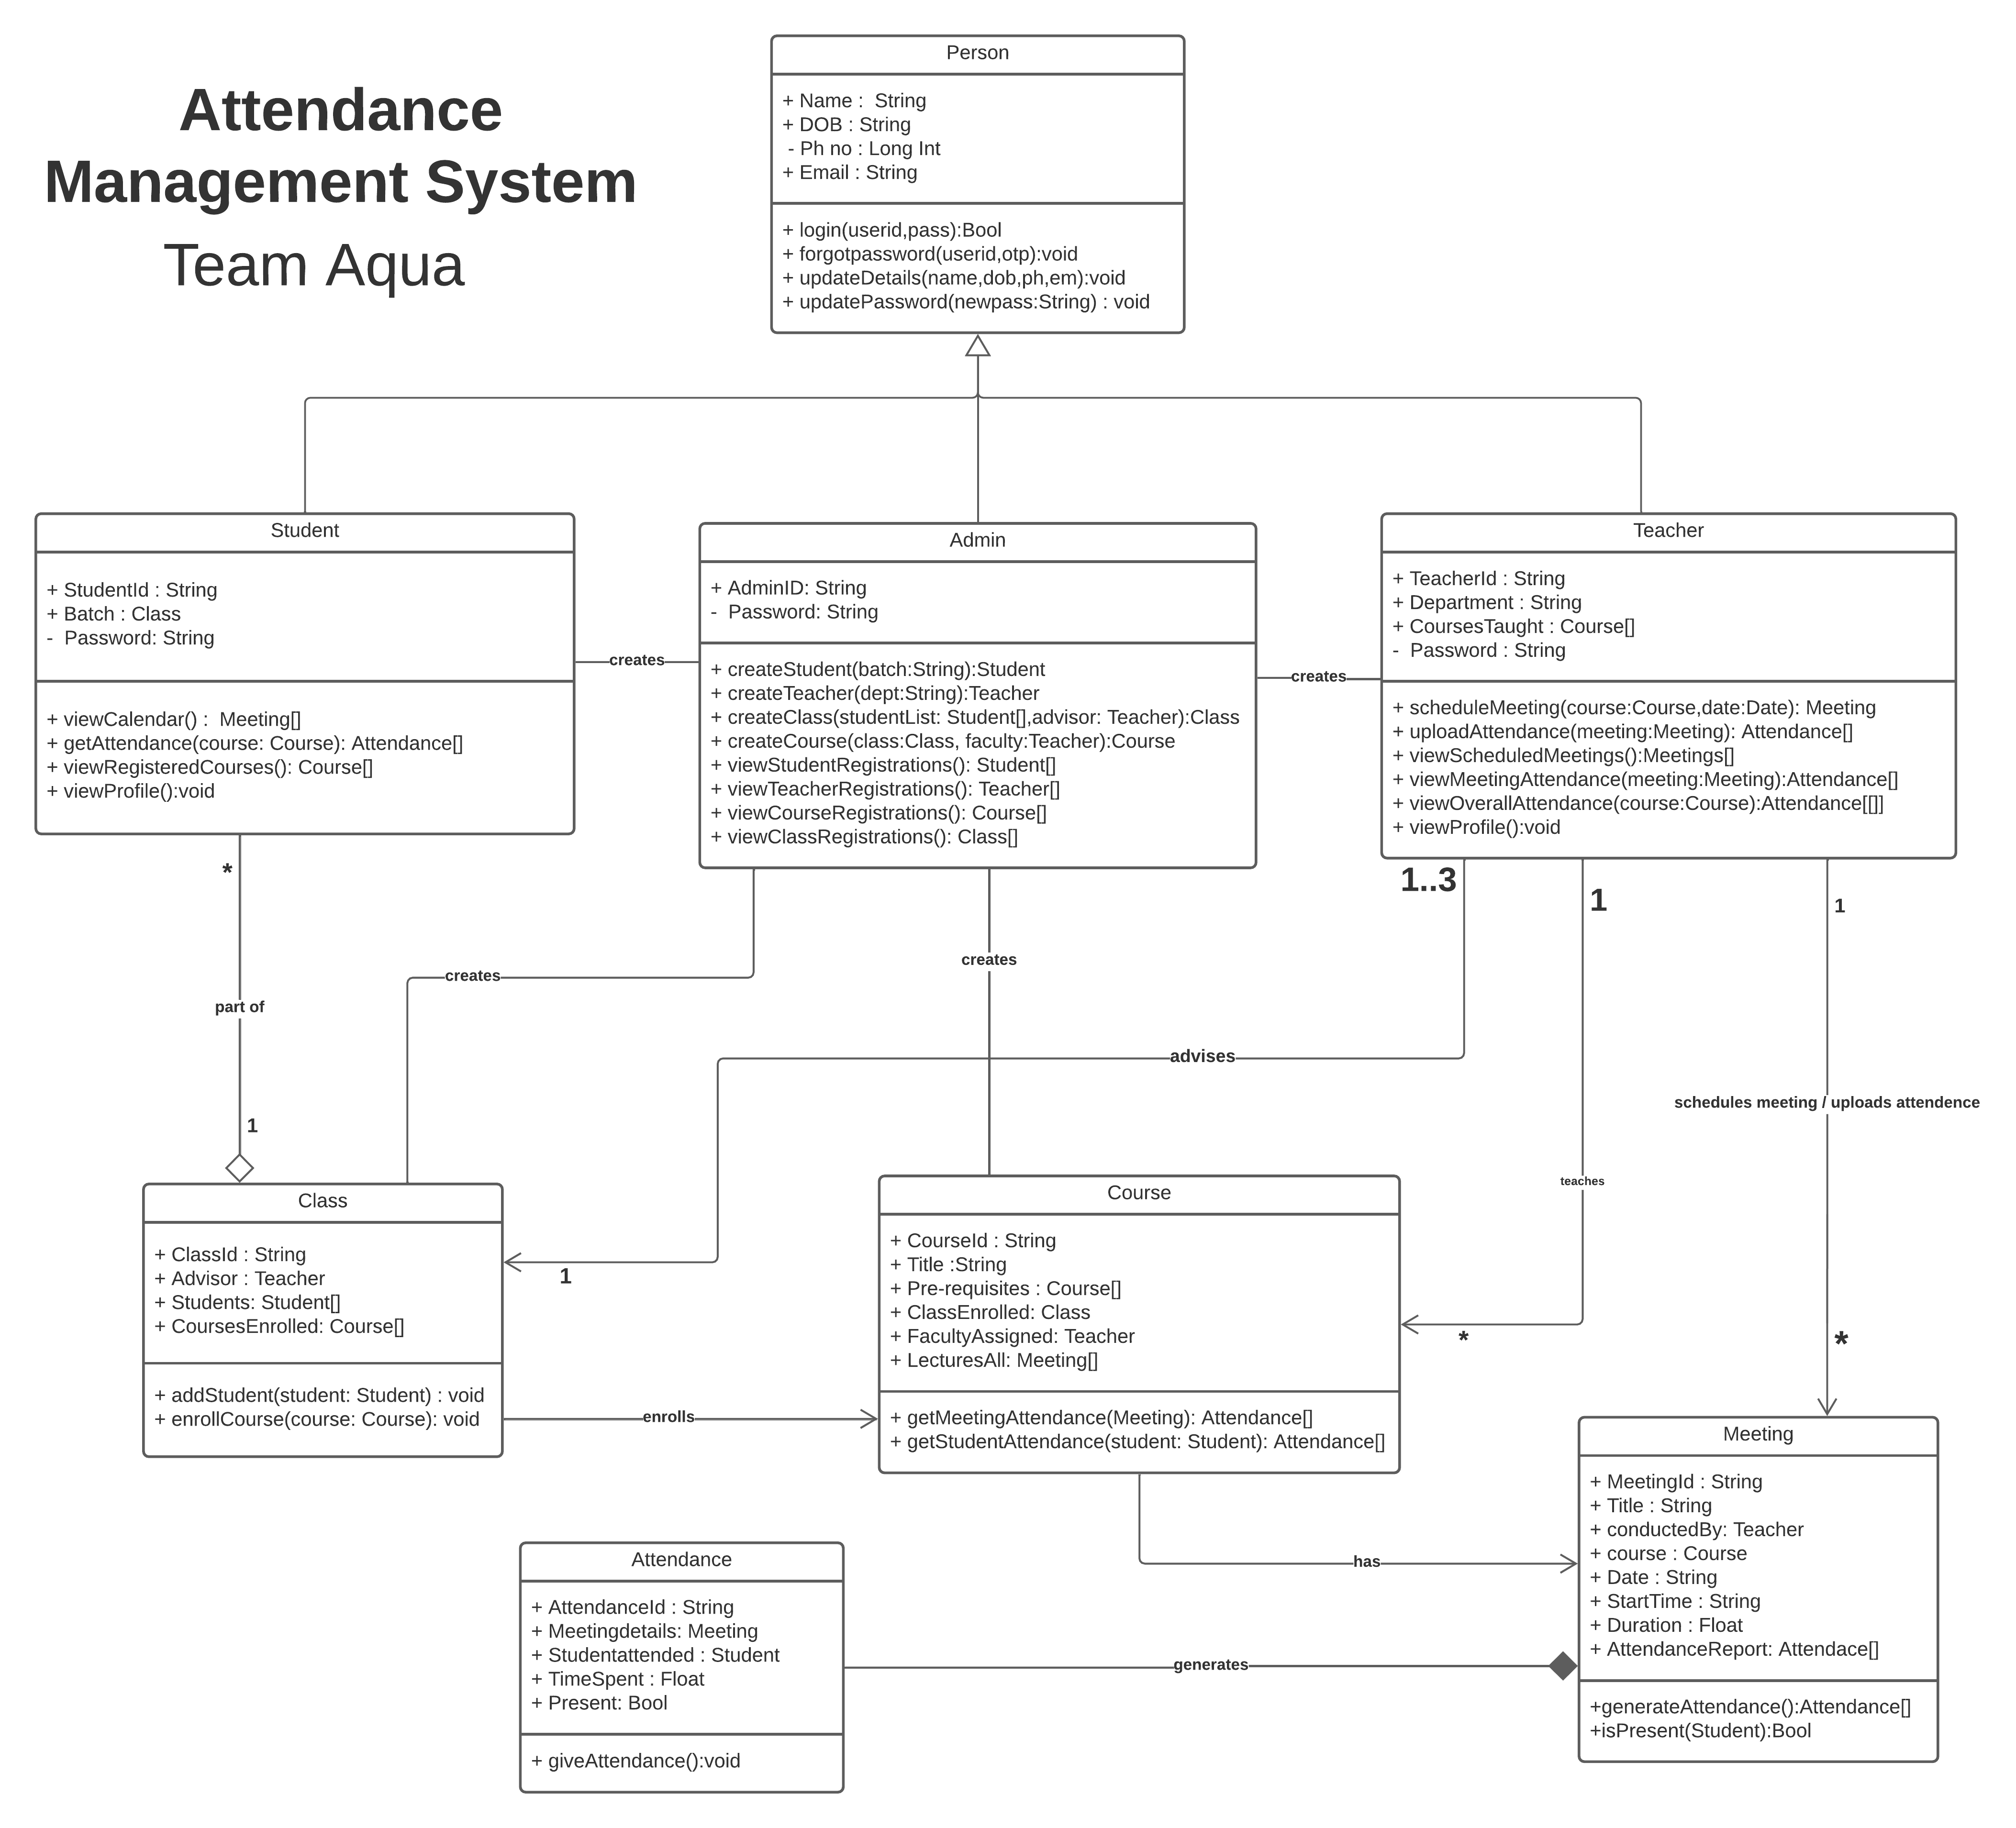 Attendance
Management System
Team Aqua
Person
+ Name :  String
+ DOB : String
- Ph no : Long Int
+ Email : String
+ login(userid,pass):Bool
+ forgotpassword(userid,otp):void
+ updateDetails(name,dob,ph,em):void
+ updatePassword(newpass:String) : void
Student
+ StudentId : String
+ Batch : Class
-  Password: String
+ viewCalendar() :  Meeting[]
+ getAttendance(course: Course): Attendance[]
+ viewRegisteredCourses(): Course[]
+ viewProfile():void
creates
Admin
+ AdminID: String
-  Password: String
+ createStudent(batch:String):Student
+ createTeacher(dept:String):Teacher
+ createClass(studentList: Student[],advisor: Teacher):Class
+ createCourse(class:Class, faculty:Teacher):Course
+ viewStudentRegistrations(): Student[]
+ viewTeacherRegistrations(): Teacher[]
+ viewCourseRegistrations(): Course[]
+ viewClassRegistrations(): Class[]
creates
Teacher
+ TeacherId : String
+ Department : String
+ CoursesTaught : Course[]
-  Password : String
+ scheduleMeeting(course:Course,date:Date): Meeting
+ uploadAttendance(meeting:Meeting): Attendance[]
+ viewScheduledMeetings():Meetings[]
+ viewMeetingAttendance(meeting:Meeting):Attendance[]
+ viewOverallAttendance(course:Course):Attendance[[]]
+ viewProfile():void
*
1..3
1
1
creates
creates
part of
advises
schedules meeting / uploads attendence
1
teaches
Class
+ ClassId : String
+ Advisor : Teacher
+ Students: Student[]
+ CoursesEnrolled: Course[]
+ addStudent(student: Student) : void
+ enrollCourse(course: Course): void
1
enrolls
Course
+ CourseId : String
+ Title :String
+ Pre-requisites : Course[]
+ ClassEnrolled: Class
+ FacultyAssigned: Teacher
+ LecturesAll: Meeting[]
+ getMeetingAttendance(Meeting): Attendance[]
+ getStudentAttendance(student: Student): Attendance[]
*
*
has
Meeting
+ MeetingId : String
+ Title : String
+ conductedBy: Teacher
+ course : Course
+ Date : String
+ StartTime : String
+ Duration : Float
+ AttendanceReport: Attendace[]
+generateAttendance():Attendance[]
+isPresent(Student):Bool
Attendance
+ AttendanceId : String
+ Meetingdetails: Meeting
+ Studentattended : Student
+ TimeSpent : Float
+ Present: Bool
+ giveAttendance():void
generates